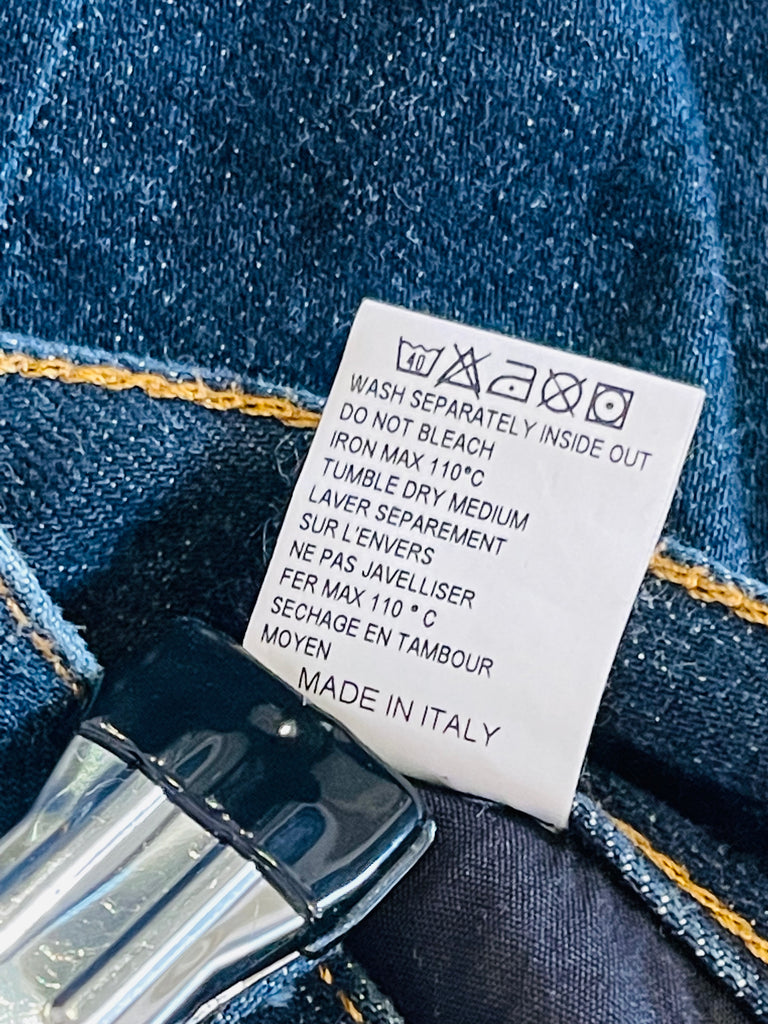 40
WASH SEPARATELY INSIDE OUT
DO NOT BLEACH
IRON MAX 110°C
TUMBLE DRY MEDIUM
LAVER SEPAREMENT
SUR L'ENVERS
NE PAS JAVELLISER
FER MAX 110 ° C
SECHAGE EN TAMBOUR
MOYEN
MADE IN ITALY